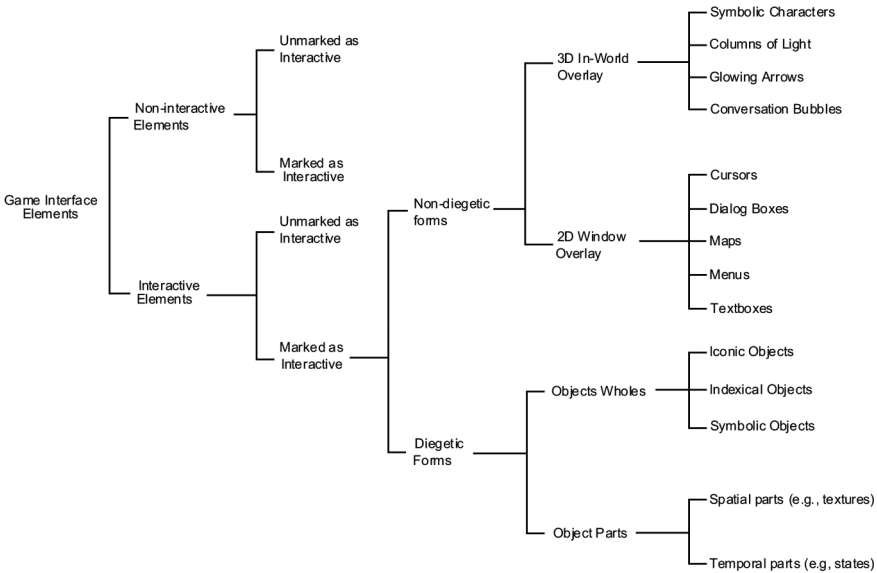 Game Interface
Elements
Non-interactive
Elements
Unmarked as
Interactive
Marked as
Interactive
Interactive
Elements
Unmarked as
Interactive
Marked as
Interactive
Non-diegetic
forms
3D In-World
Overlay
Symbolic Characters
Columns of Light
Glowing Arrows
Conversation Bubbles
2D Window
Overlay
Cursors
Dialog Boxes
Maps
Menus
Textboxes
Diegetic
Forms
Objects Wholes
Iconic Objects
Indexical Objects
Symbolic Objects
Object Parts
Spatial parts (e.g., textures)
Temporal parts (e.g, states)